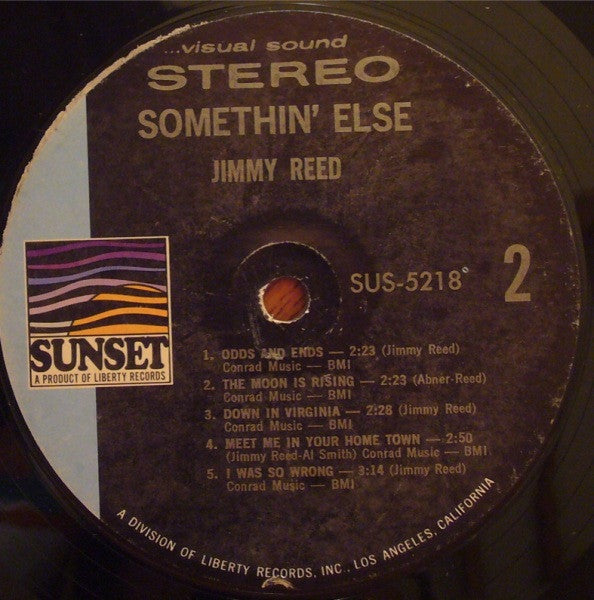 ...visual sound
STEREO
SOMETHIN' ELSE
JIMMY REED
SUS-5218
2
SUNSET
A PRODUCT OF LIBERTY RECORDS
1. ODDS AND ENDS — 2:23 (Jimmy Reed)
Conrad Music — BMI
2. THE MOON IS RISING — 2:23 (Abner-Reed)
Conrad Music — BMI
3. DOWN IN VIRGINIA — 2:28 (Jimmy Reed)
Conrad Music — BMI
4. MEET ME IN YOUR HOME TOWN — 2:50
(Jimmy Reed-Al Smith) Conrad Music — BMI
5. I WAS SO WRONG — 3:14 (Jimmy Reed)
Conrad Music — BMI
A DIVISION OF LIBERTY RECORDS, INC., LOS ANGELES, CALIFORNIA